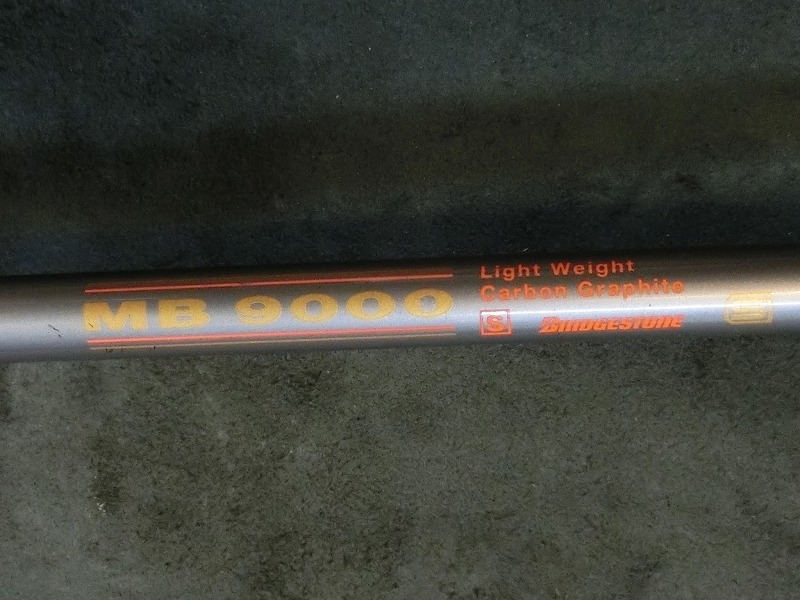 MB 9000
Light Weight
Carbon Graphite
S BRIDGESTONE